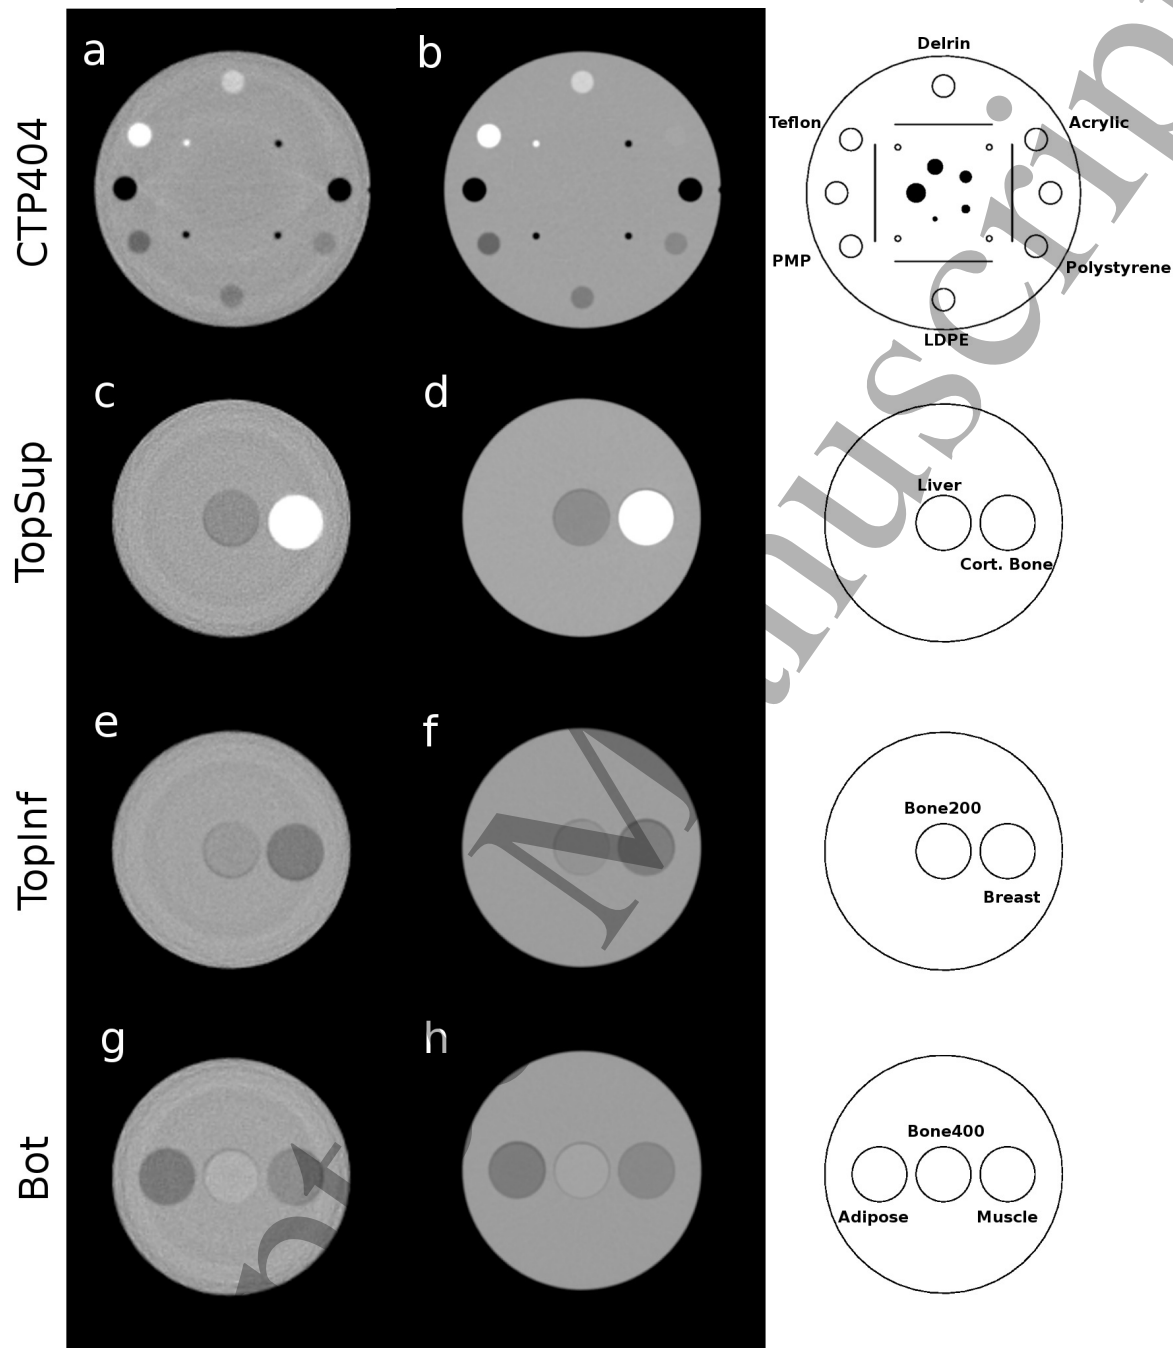 a
b
Delrin
Teflon
Acrylic
CTP404
PMP
Polystyrene
LDPE
c
d
TopSup
Liver
Cort. Bone
e
f
TopInf
Bone200
Breast
g
h
Bot
Bone400
Adipose
Muscle